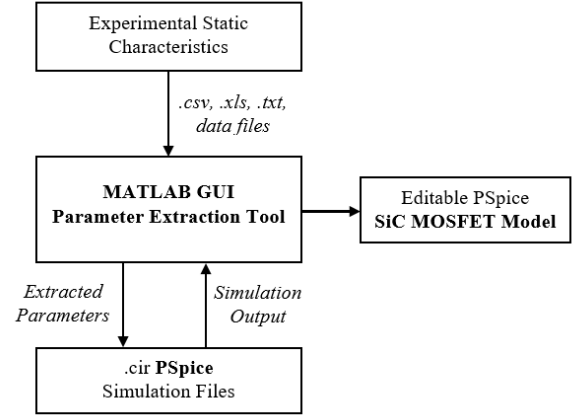 Experimental Static
Characteristics
.csv, .xls, .txt,
data files
MATLAB GUI
Parameter Extraction Tool
Editable PSpice
SiC MOSFET Model
Extracted
Parameters
Simulation
Output
.cir PSpice
Simulation Files